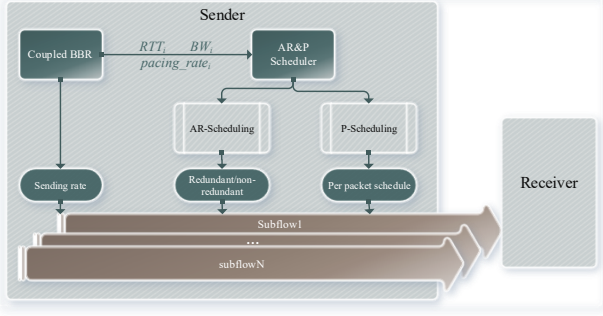 Sender
Coupled BBR
RTTᵢ BWᵢ
pacing_rateᵢ
AR&P
Scheduler
AR-Scheduling
P-Scheduling
Sending rate
Redundant/non-
redundant
Per packet schedule
Receiver
Subflow1
...
subflowN